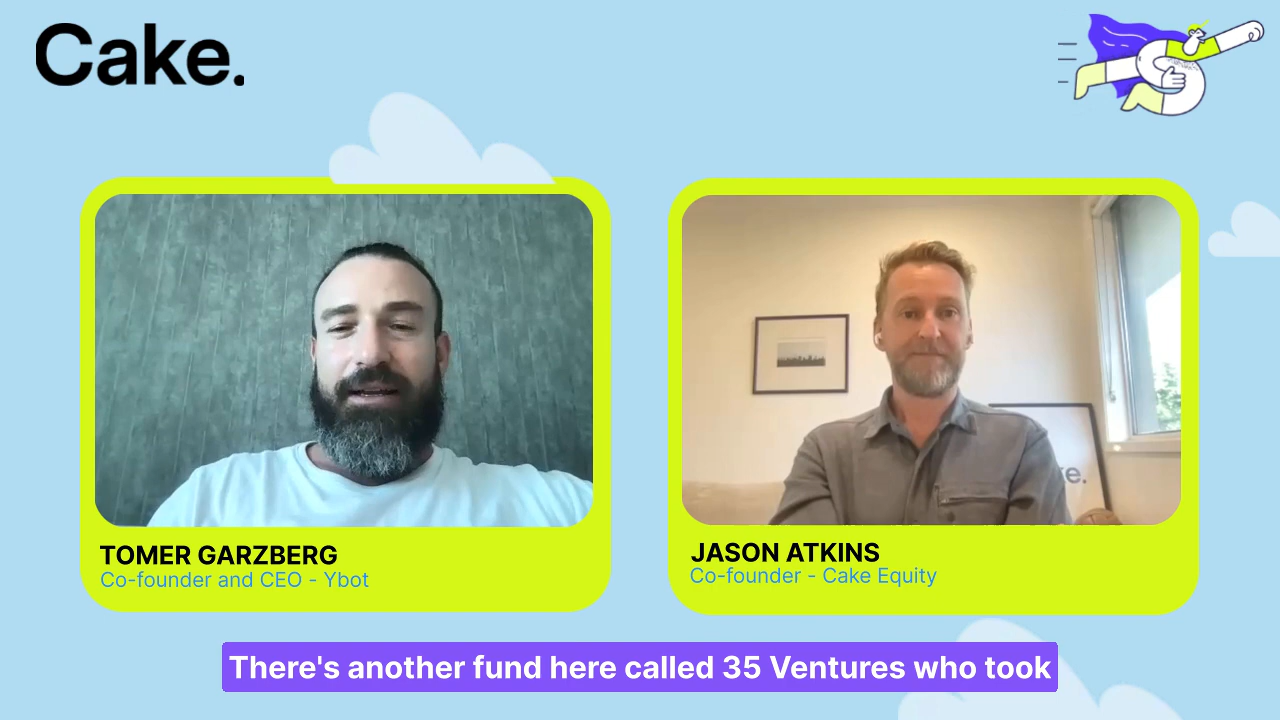 Cake.
TOMER GARZBERG
Co-founder and CEO - Ybot
JASON ATKINS
Co-founder - Cake Equity
There's another fund here called 35 Ventures who took